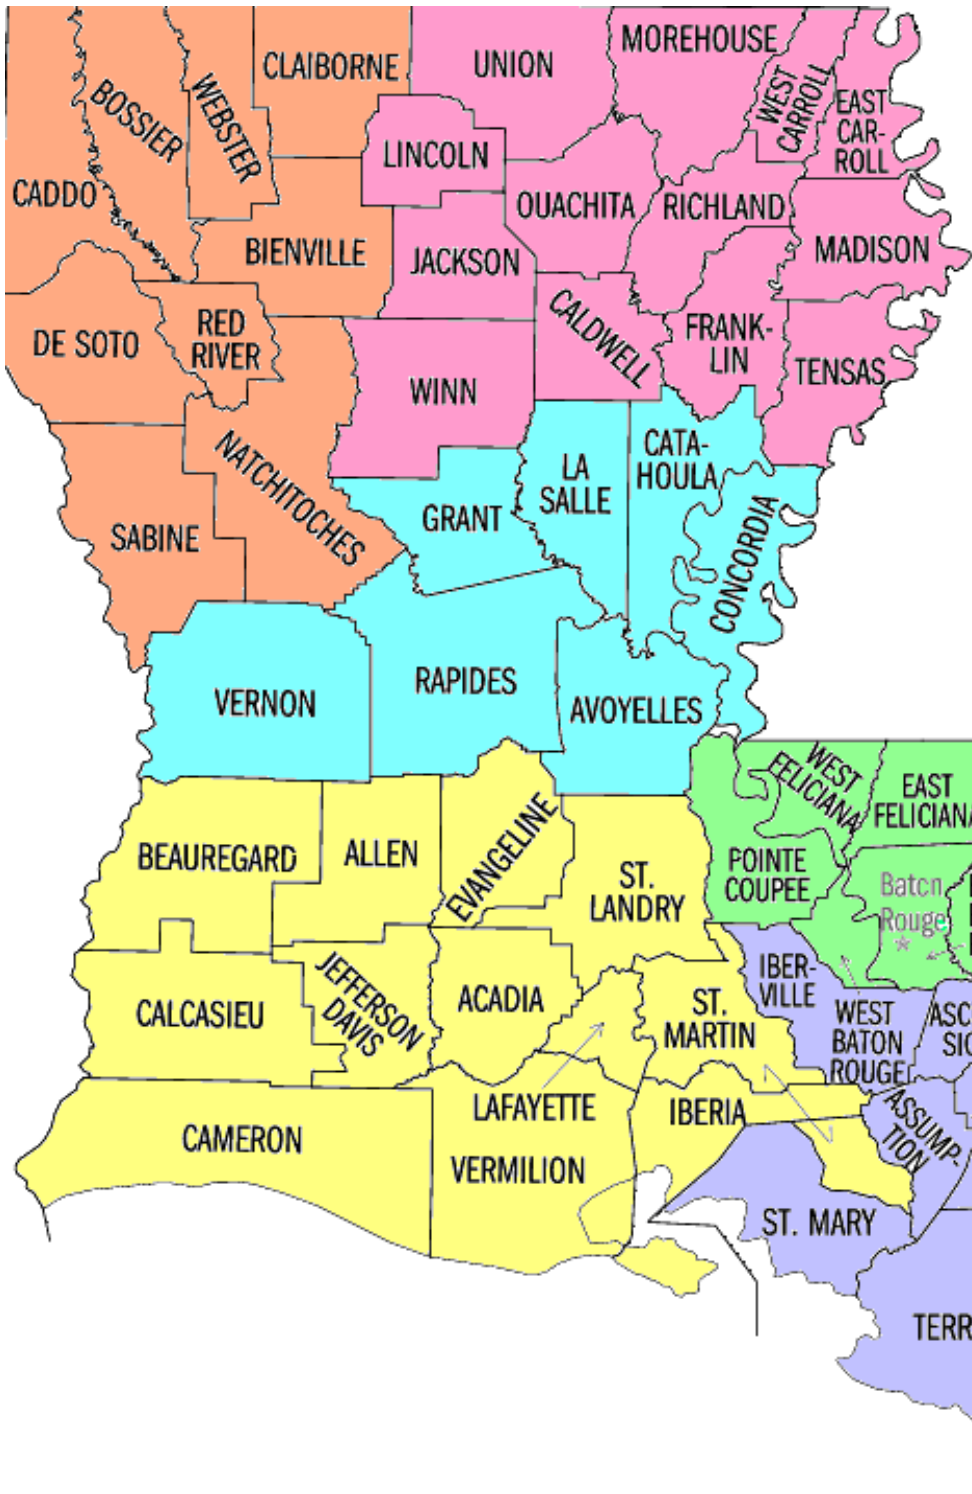 MOREHOUSE
CLAIBORNE
UNION
WEST
CARROLL
BOSSIER
WEBSTER
EAST
CAR-
ROLL
LINCOLN
CADDO
OUACHITA
RICHLAND
BIENVILLE
JACKSON
MADISON
DE SOTO
RED
RIVER
CALDWELL
FRANK-
LIN
TENSAS
WINN
NATCHITOCHES
CATA-
HOULA
LA
SALLE
GRANT
SABINE
CONCORDIA
VERNON
RAPIDES
AVOYELLES
WEST
FELICIANA
EAST
FELICIANA
BEAUREGARD
ALLEN
EVANGELINE
ST.
LANDRY
POINTE
COUPEE
Baton
Rouge
IBER-
VILLE
JEFFERSON
DAVIS
CALCASIEU
ACADIA
ST.
MARTIN
WEST
BATON
ROUGE
ASC
SIO
LAFAYETTE
IBERIA
ASSUMP-
TION
CAMERON
VERMILION
ST. MARY
TERR